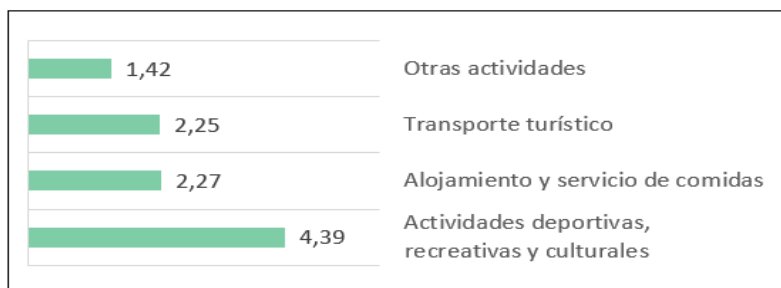 1,42 Otras actividades
2,25 Transporte turístico
2,27 Alojamiento y servicio de comidas
4,39 Actividades deportivas,
recreativas y culturales